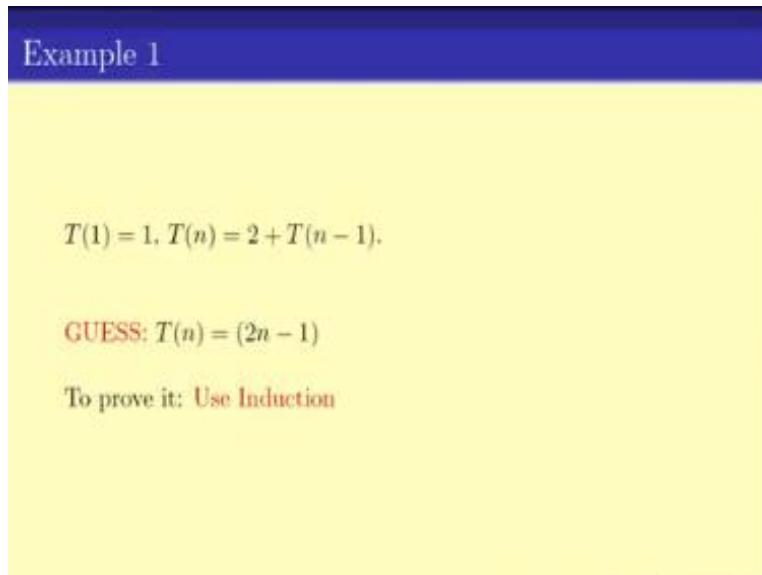 Example 1
T(1) = 1, T(n) = 2 + T(n − 1).
GUESS: T(n) = (2n − 1)
To prove it: Use Induction